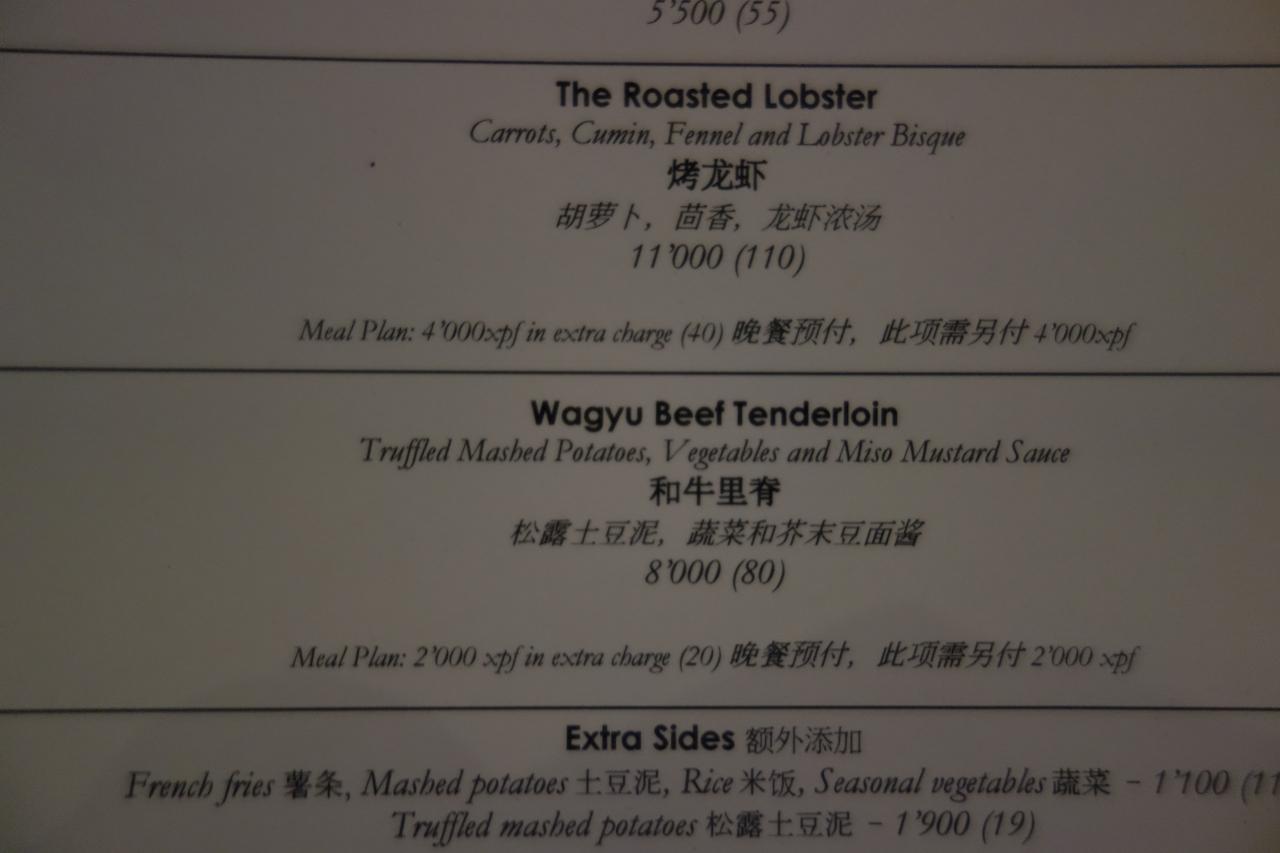 5'500 (55)
The Roasted Lobster
Carrots, Cumin, Fennel and Lobster Bisque
烤龙虾
胡萝卜，茴香，龙虾浓汤
11'000 (110)
Meal Plan: 4'000xpf in extra charge (40) 晚餐预付，此项需另付 4'000xpf
Wagyu Beef Tenderloin
Truffled Mashed Potatoes, Vegetables and Miso Mustard Sauce
和牛里脊
松露土豆泥，蔬菜和芥末豆面酱
8'000 (80)
Meal Plan: 2'000 xpf in extra charge (20) 晚餐预付，此项需另付 2'000 xpf
Extra Sides 额外添加
French fries 薯条, Mashed potatoes 土豆泥, Rice 米饭, Seasonal vegetables 蔬菜 - 1'100 (11
Truffled mashed potatoes 松露土豆泥 - 1'900 (19)